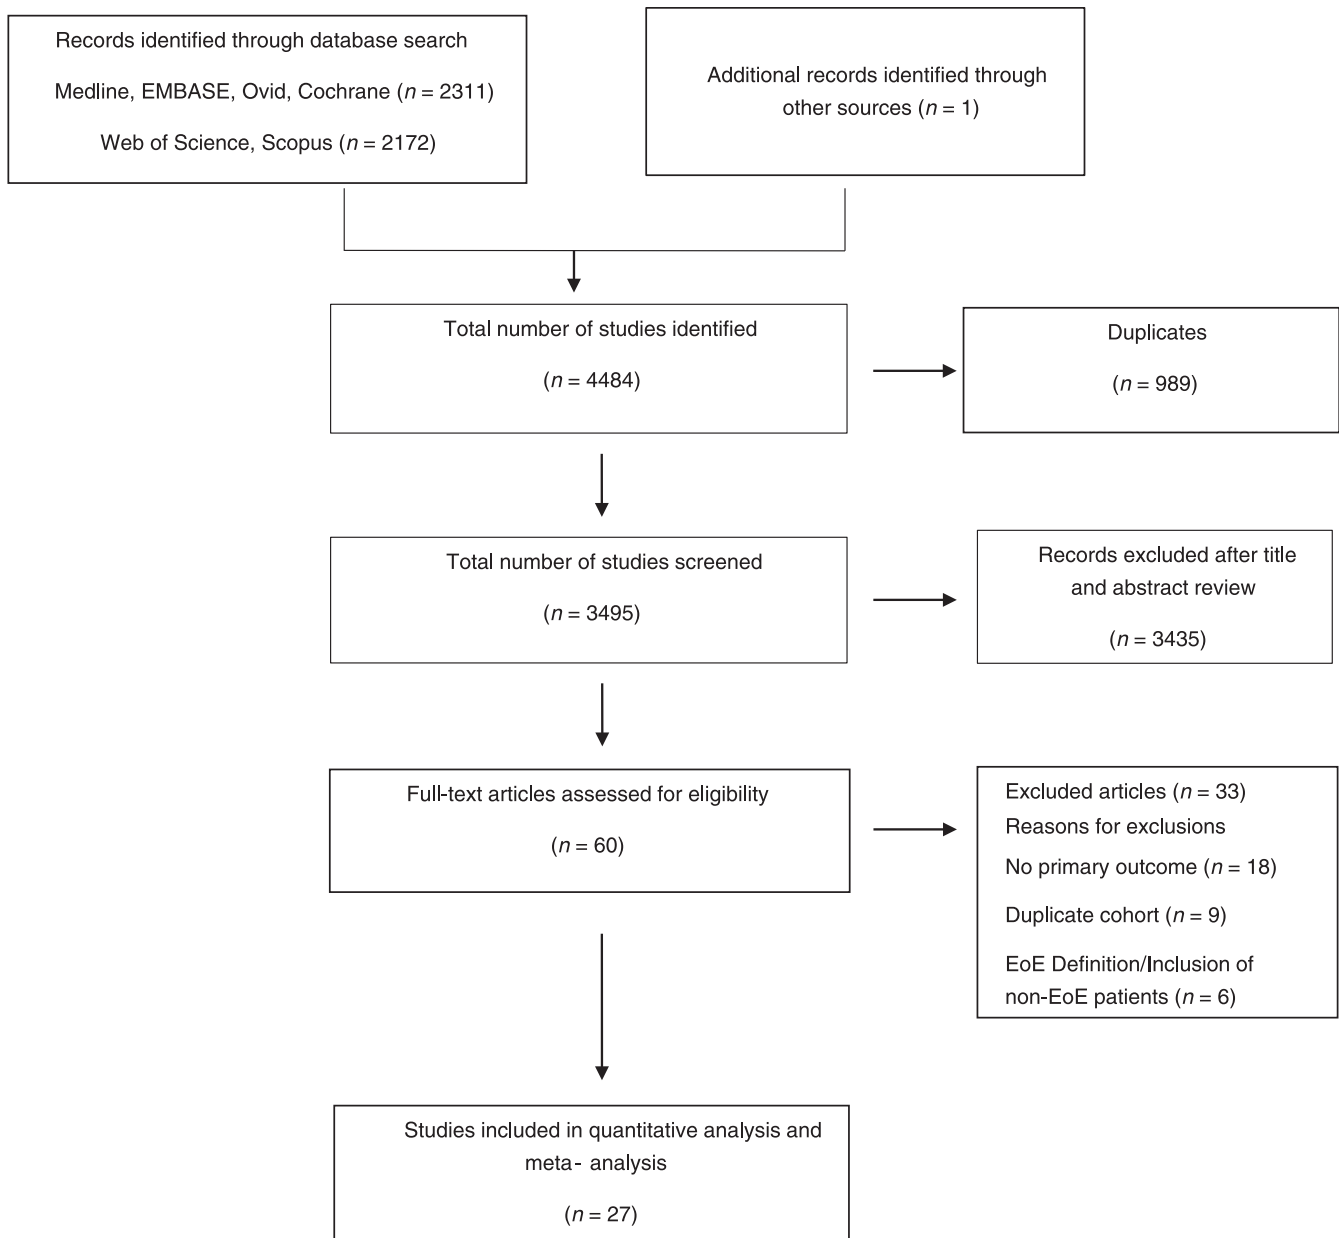 Records identified through database search
Medline, EMBASE, Ovid, Cochrane (n = 2311)
Web of Science, Scopus (n = 2172)
Additional records identified through
other sources (n = 1)
Total number of studies identified
(n = 4484)
Duplicates
(n = 989)
Total number of studies screened
(n = 3495)
Records excluded after title
and abstract review
(n = 3435)
Full-text articles assessed for eligibility
(n = 60)
Excluded articles (n = 33)
Reasons for exclusions
No primary outcome (n = 18)
Duplicate cohort (n = 9)
EoE Definition/Inclusion of
non-EoE patients (n = 6)
Studies included in quantitative analysis and
meta- analysis
(n = 27)